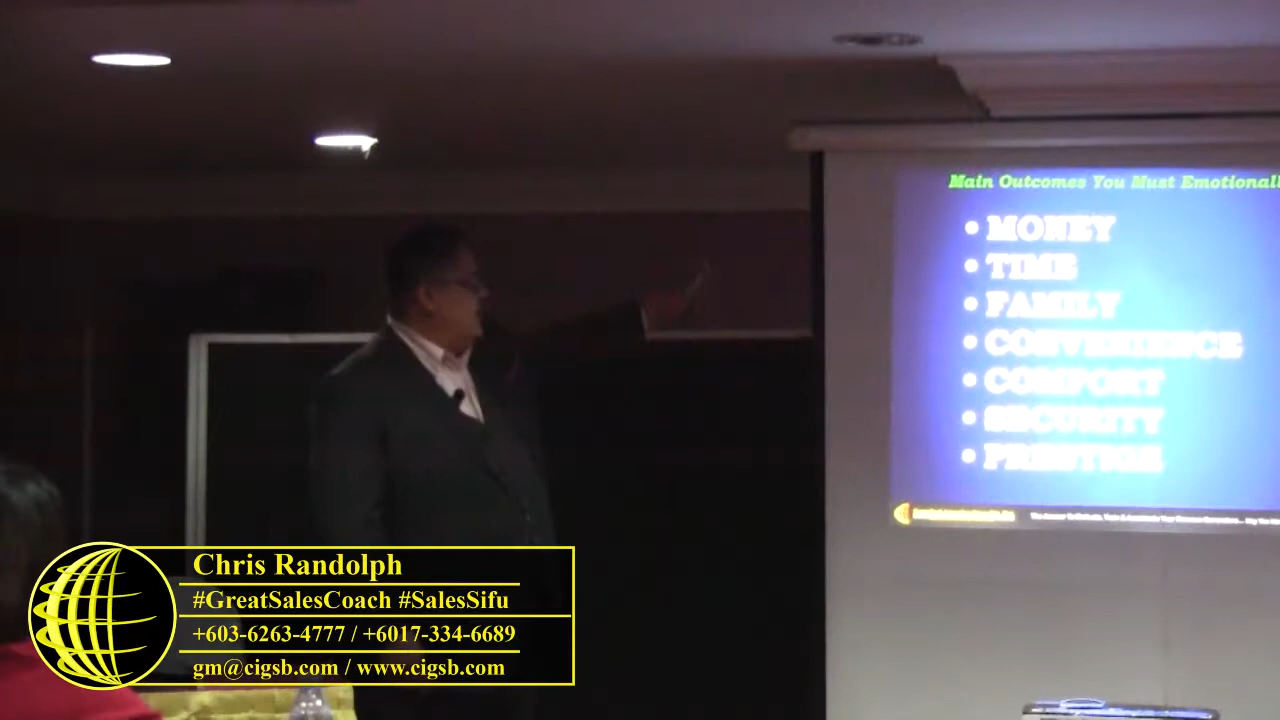 Main Outcomes You Must Emotionall
• MONEY
• TIME
• FAMILY
• CONVENIENCE
• COMFORT
• SECURITY
• PRESTIGE
Chris Randolph
#GreatSalesCoach #SalesSifu
+603-6263-4777 / +6017-334-6689
gm@cigsb.com / www.cigsb.com